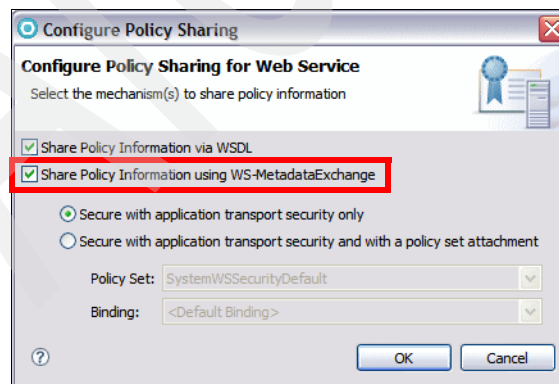 Configure Policy Sharing
Configure Policy Sharing for Web Service
Select the mechanism(s) to share policy information
Share Policy Information via WSDL
Share Policy Information using WS-MetadataExchange
Secure with application transport security only
Secure with application transport security and with a policy set attachment
Policy Set: SystemWSSecurityDefault
Binding: <Default Binding>
? OK Cancel